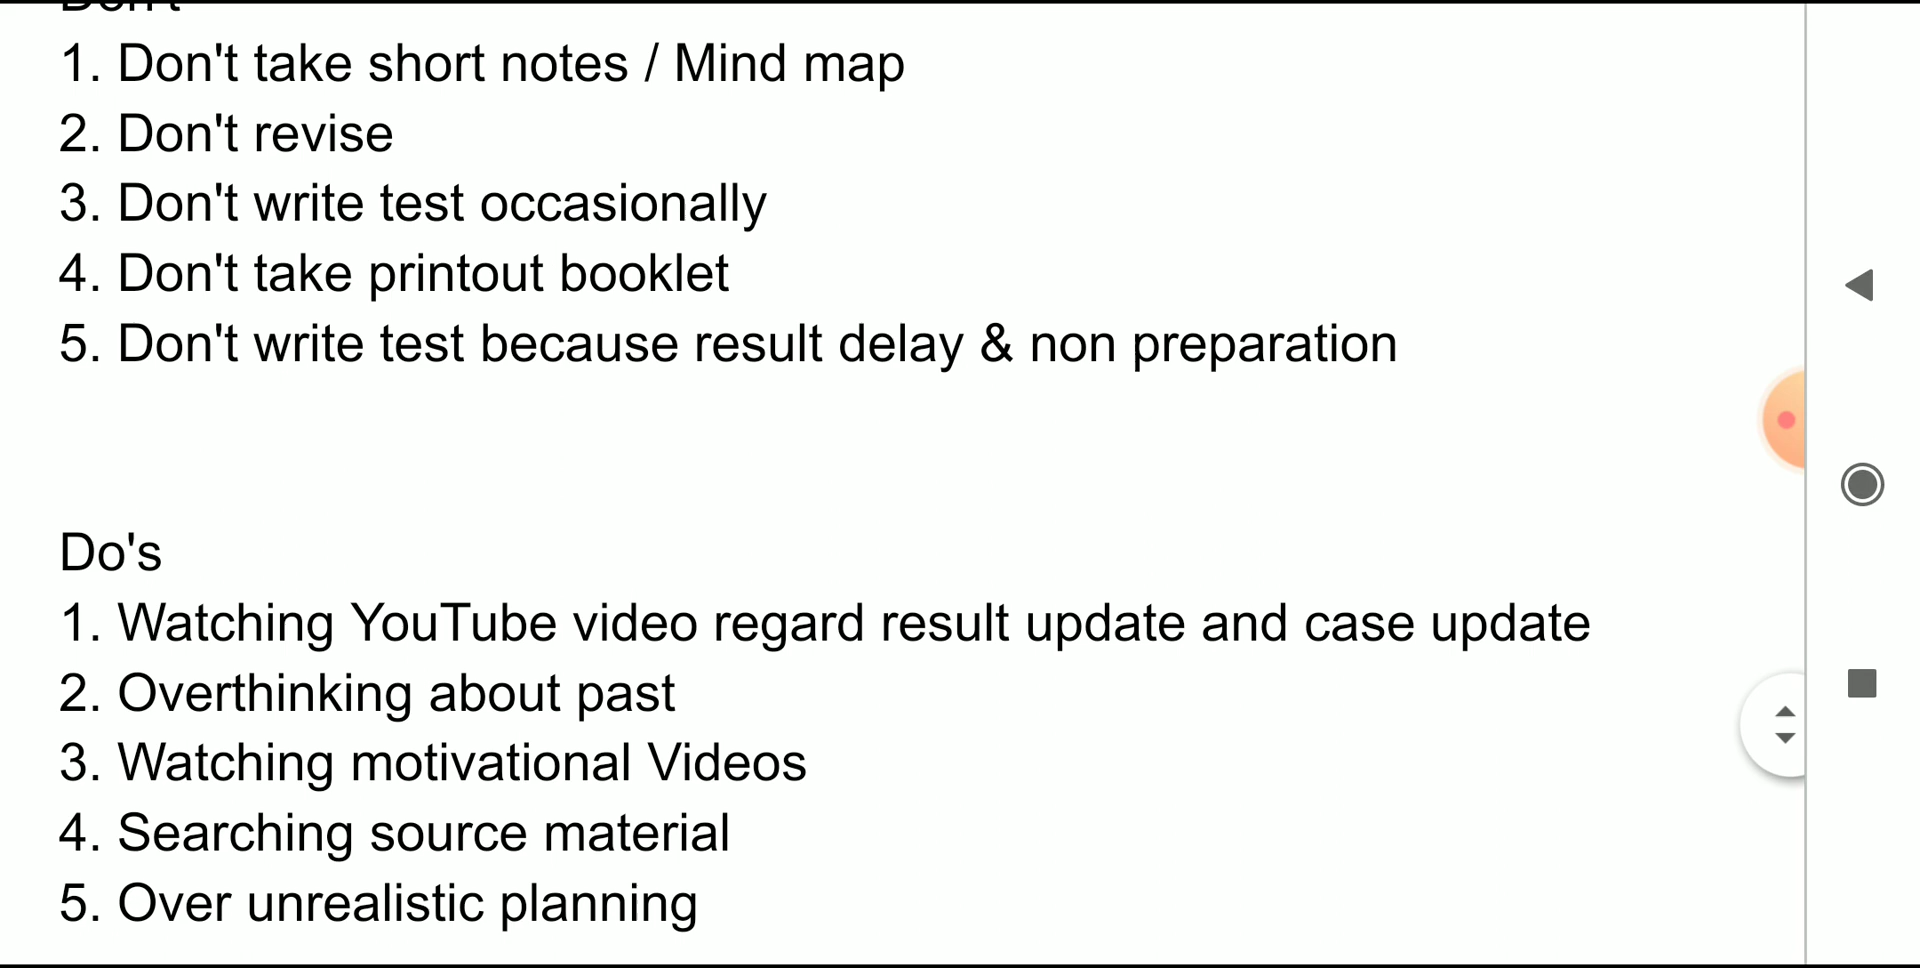 Don't
1. Don't take short notes / Mind map
2. Don't revise
3. Don't write test occasionally
4. Don't take printout booklet
5. Don't write test because result delay & non preparation
Do's
1. Watching YouTube video regard result update and case update
2. Overthinking about past
3. Watching motivational Videos
4. Searching source material
5. Over unrealistic planning